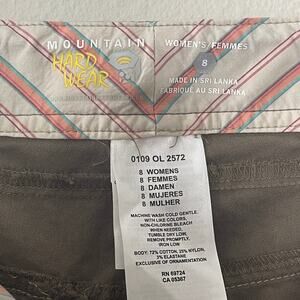 MOUNTAIN
HARD
WEAR
WOMEN'S/FEMMES
8
MADE IN SRI LANKA
FABRIQUÉ AU SRI LANKA
0109 OL 2572
8 WOMENS
8 FEMMES
8 DAMEN
8 MUJERES
8 MULHER
MACHINE WASH COLD GENTLE,
WITH LIKE COLORS,
NON-CHLORINE BLEACH
WHEN NEEDED,
TUMBLE DRY LOW,
REMOVE PROMPTLY,
IRON LOW
BODY: 72% COTTON, 25% NYLON,
3% ELASTANE
EXCLUSIVE OF ORNAMENTATION
RN 69724
CA 05367